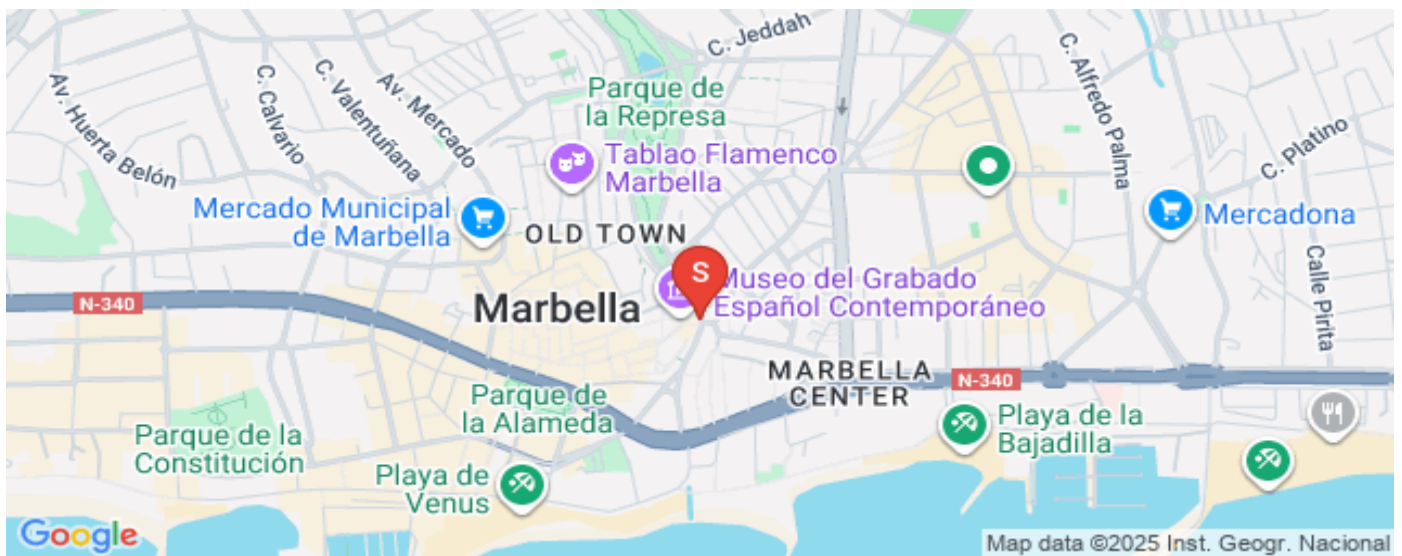 C. Jeddah
Av. Huerta Belón
C. Calvario
C. Valentuñana
Av. Mercado
Parque de
la Represa
C. Alfredo Palma
C. Platino
Tablao Flamenco
Marbella
Mercado Municipal
de Marbella
OLD TOWN
Mercadona
Calle Pirita
S
Museo del Grabado
Español Contemporáneo
N-340
Marbella
MARBELLA
CENTER
N-340
Parque de
la Alameda
Parque de la
Constitución
Playa de la
Bajadilla
Playa de
Venus
Google
Map data ©2025 Inst. Geogr. Nacional